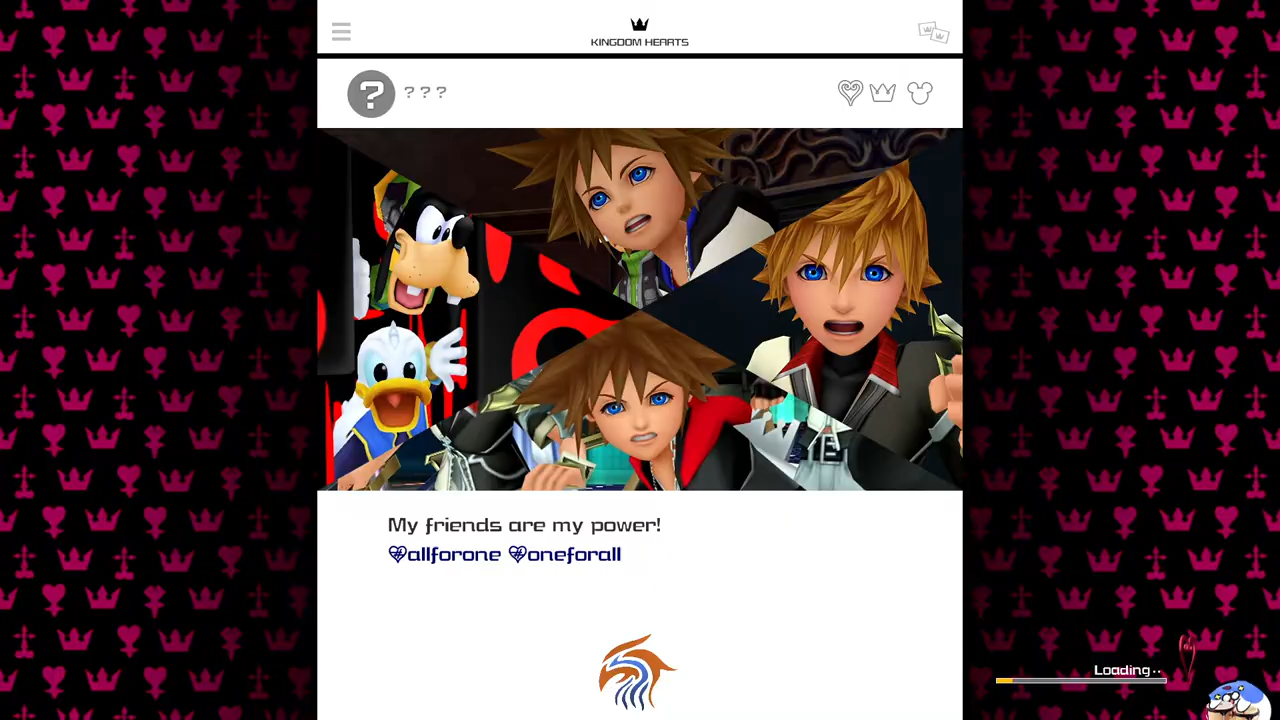 KINGDOM HEARTS
? ? ? ?
My friends are my power!
allforone oneforall
Loading..